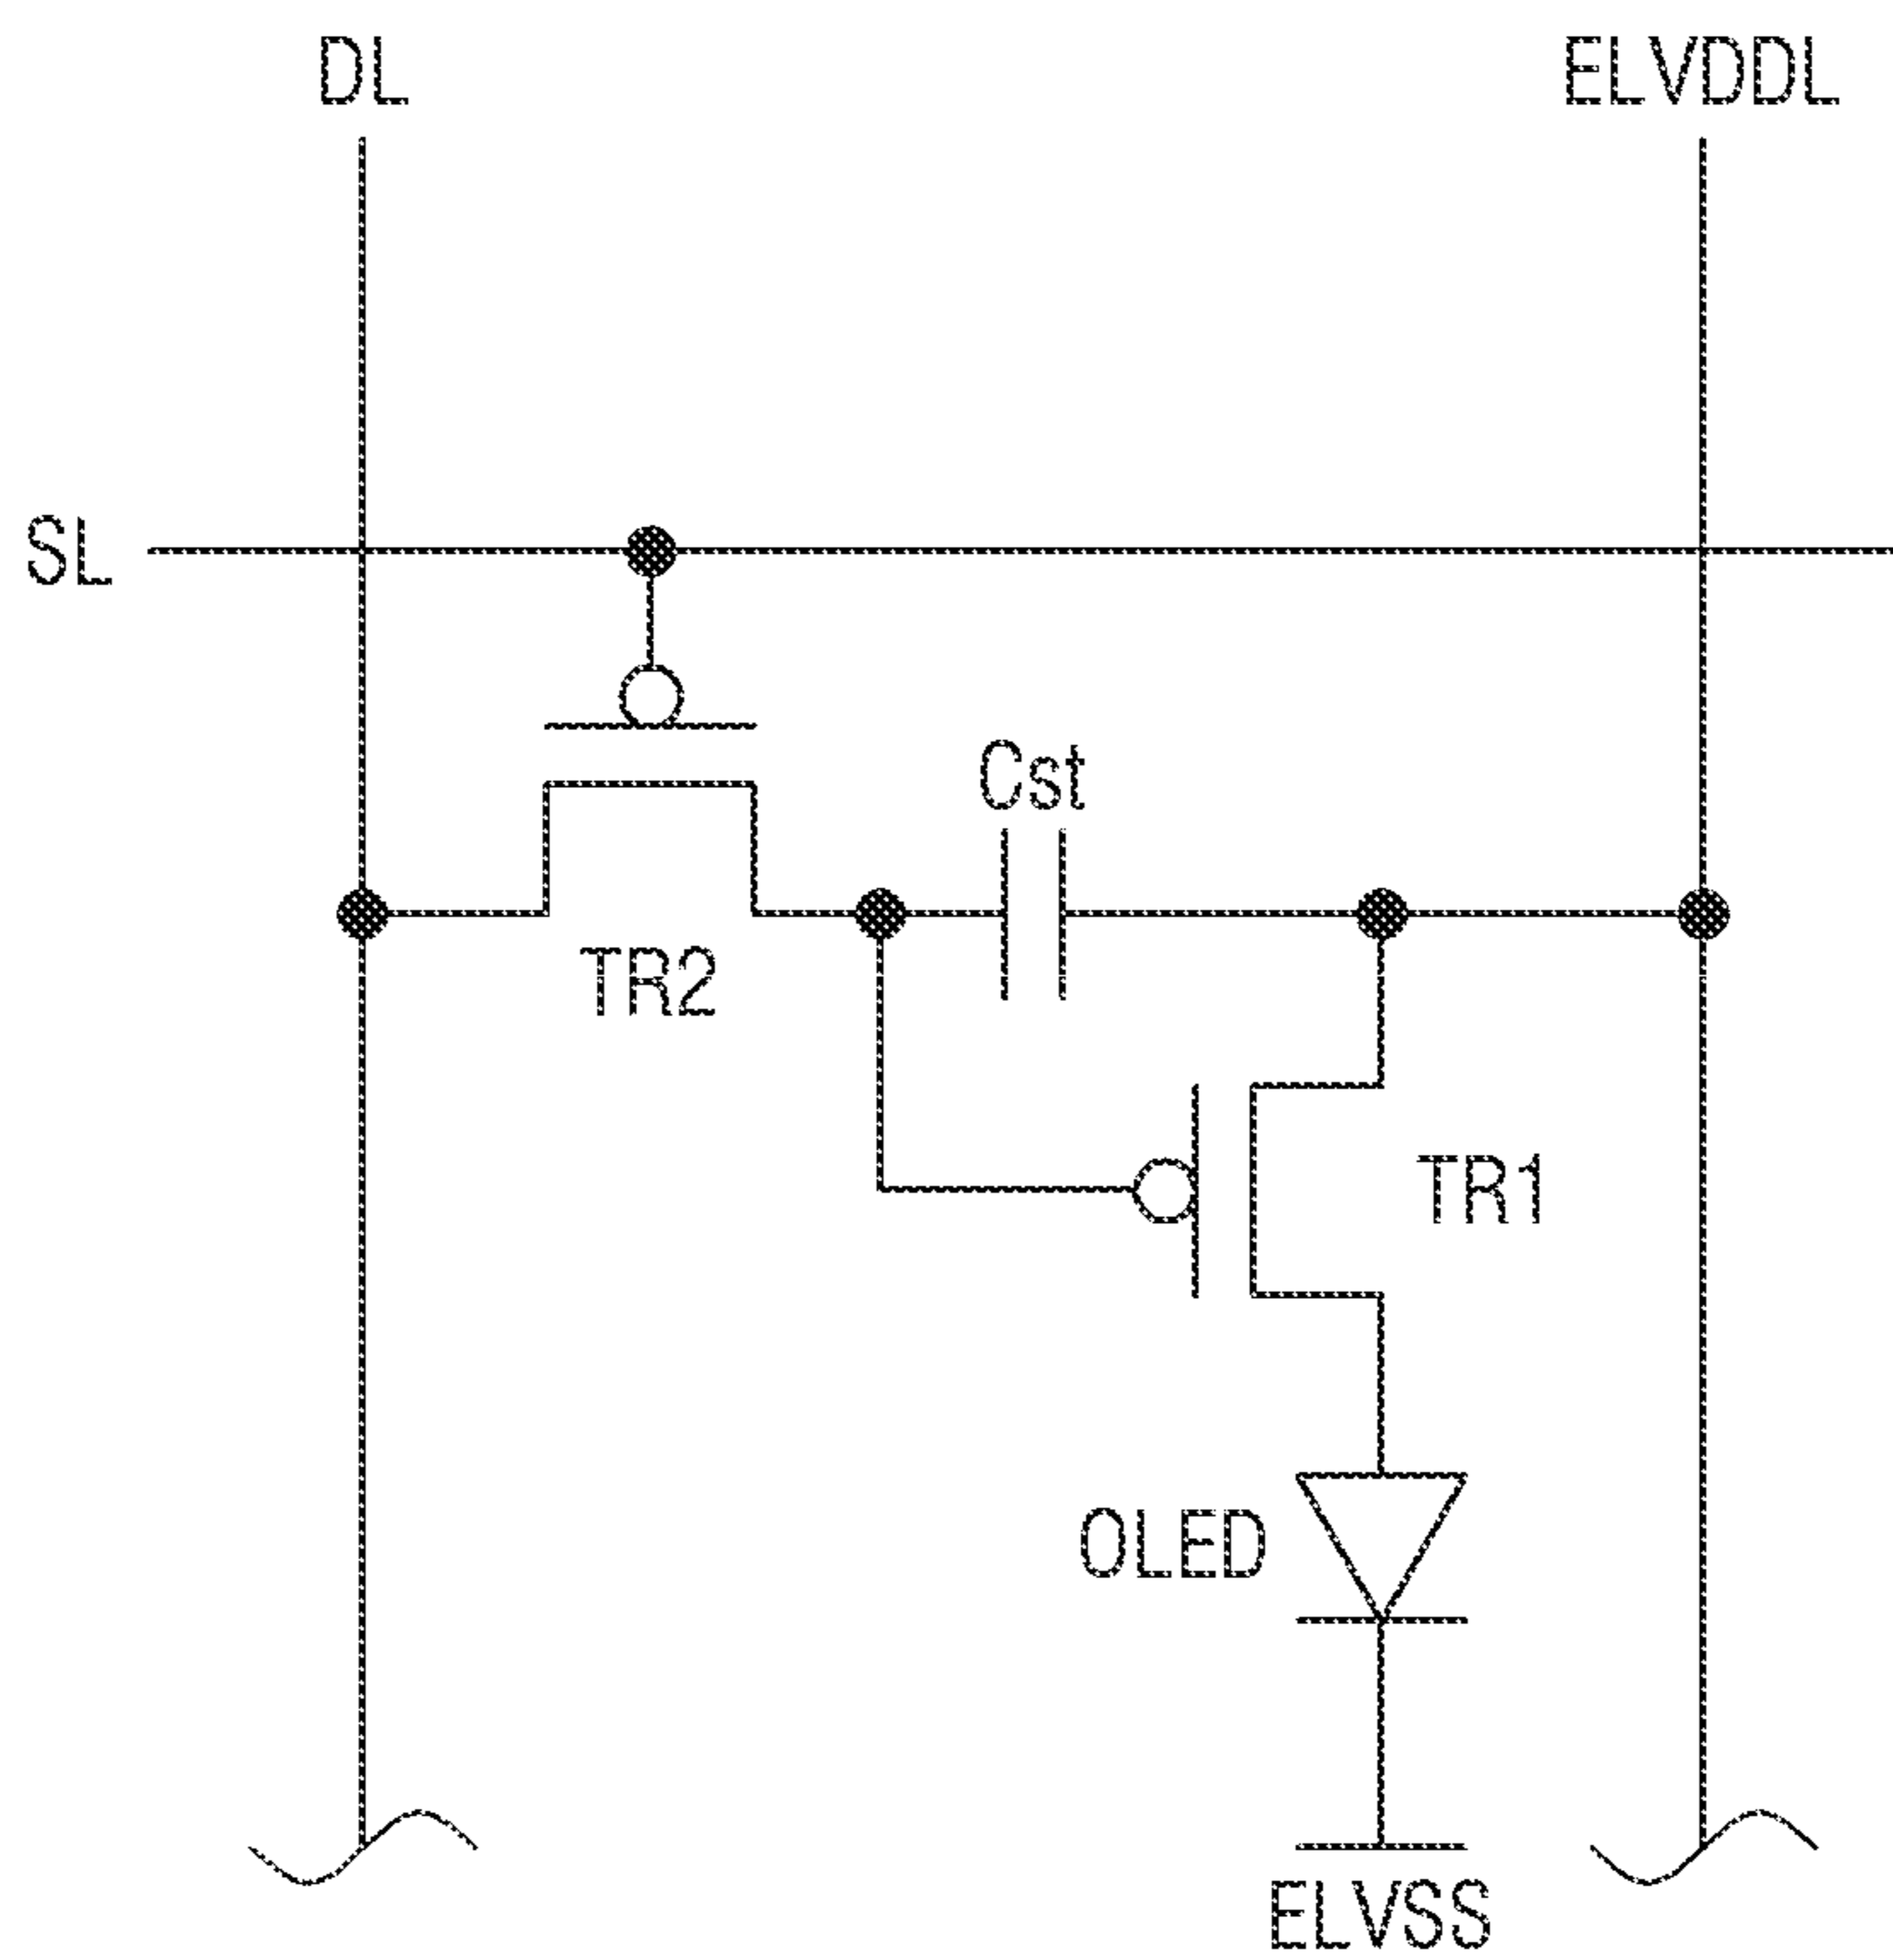 DL
ELVDDL
SL
Cst
TR2
TR1
OLED
ELVSS